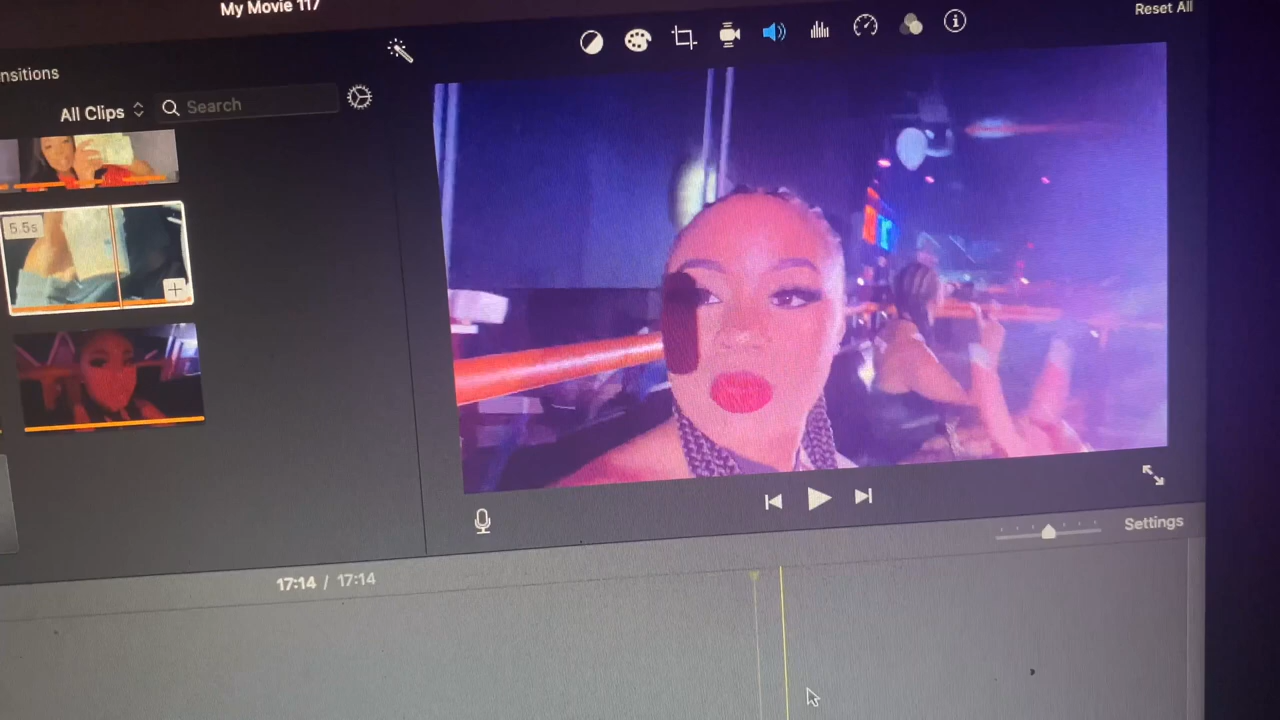 My Movie 117
Reset All
nsitions
All Clips
Search
5.5s
Settings
17:14 / 17:14